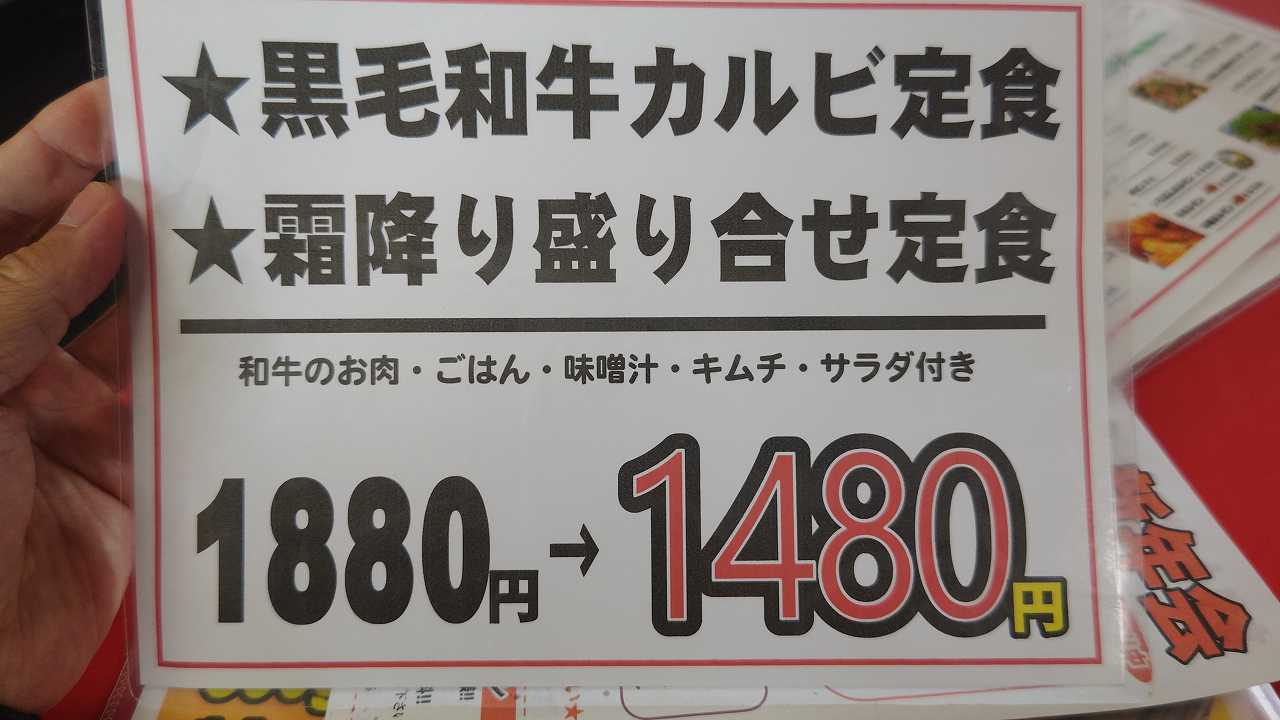 ★黒毛和牛カルビ定食
★霜降り盛り合せ定食
和牛のお肉・ごはん・味噌汁・キムチ・サラダ付き
1880円→1480円
年会